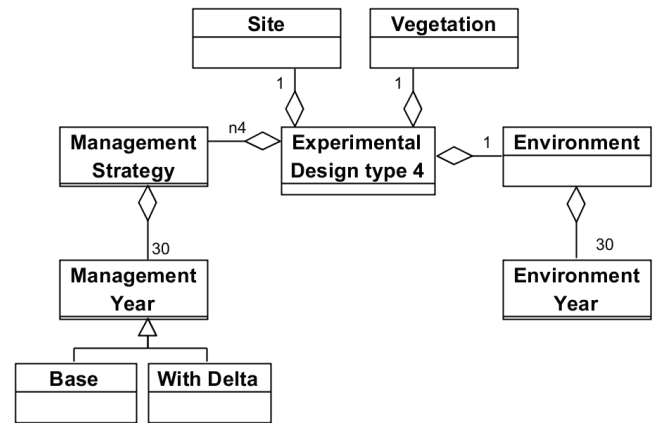 Site
Vegetation
1
1
n4
Management
Strategy
Experimental
Design type 4
1
Environment
30
30
Management
Year
Environment
Year
Base
With Delta